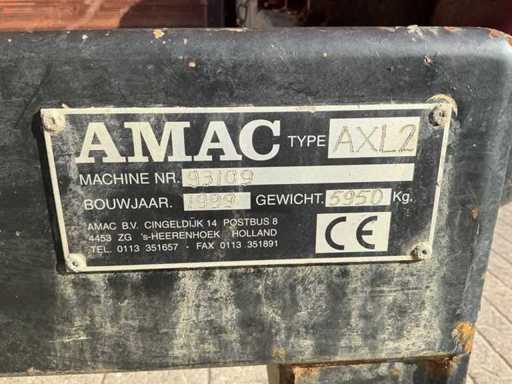 AMAC TYPE AXL2
MACHINE NR. 93109
BOUWJAAR. 1999 GEWICHT. 5950 Kg.
AMAC B.V. CINGELDIJK 14 POSTBUS 8
4453 ZG 's-HEERENHOEK HOLLAND
TEL. 0113 351657 - FAX 0113 351891
CE